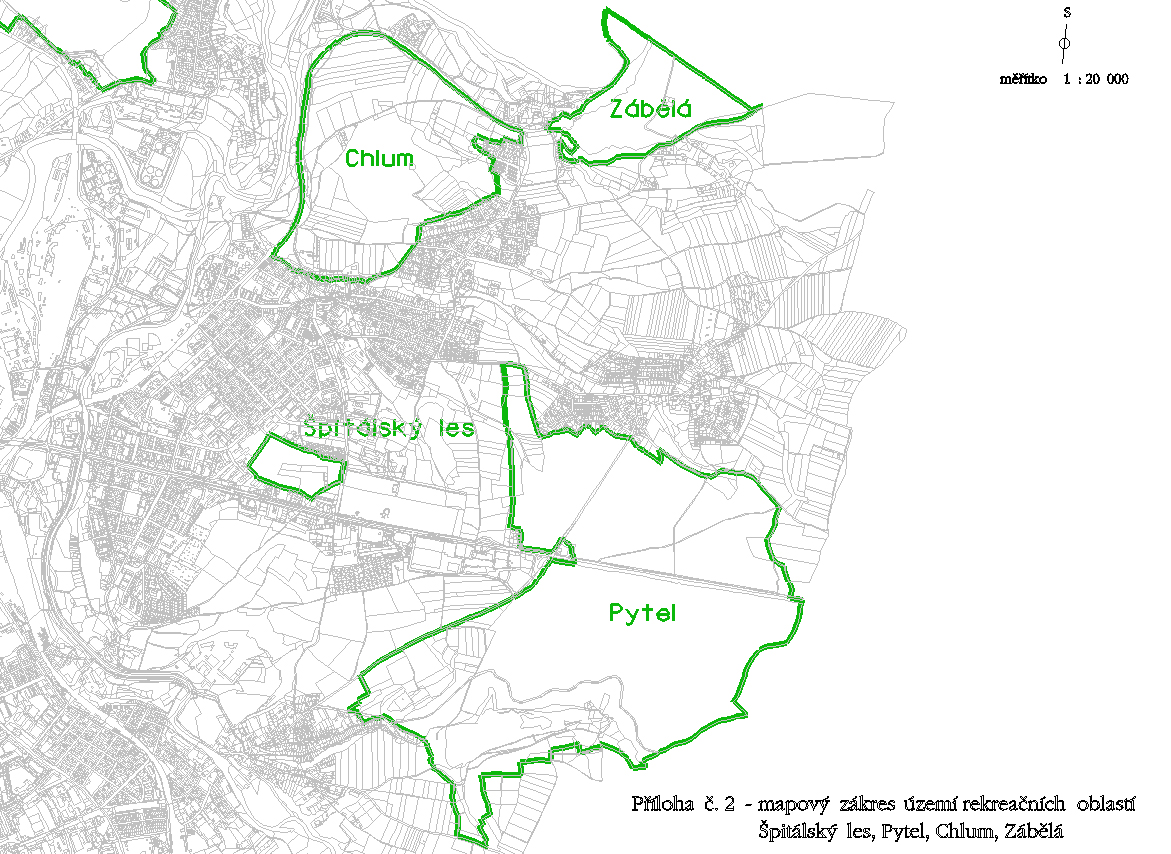 S
měřítko 1 : 20 000
Zábělá
Chlum
Špitálský les
Pytel
Příloha č. 2 - mapový zákres území rekreačních oblastí
Špitálský les, Pytel, Chlum, Zábělá